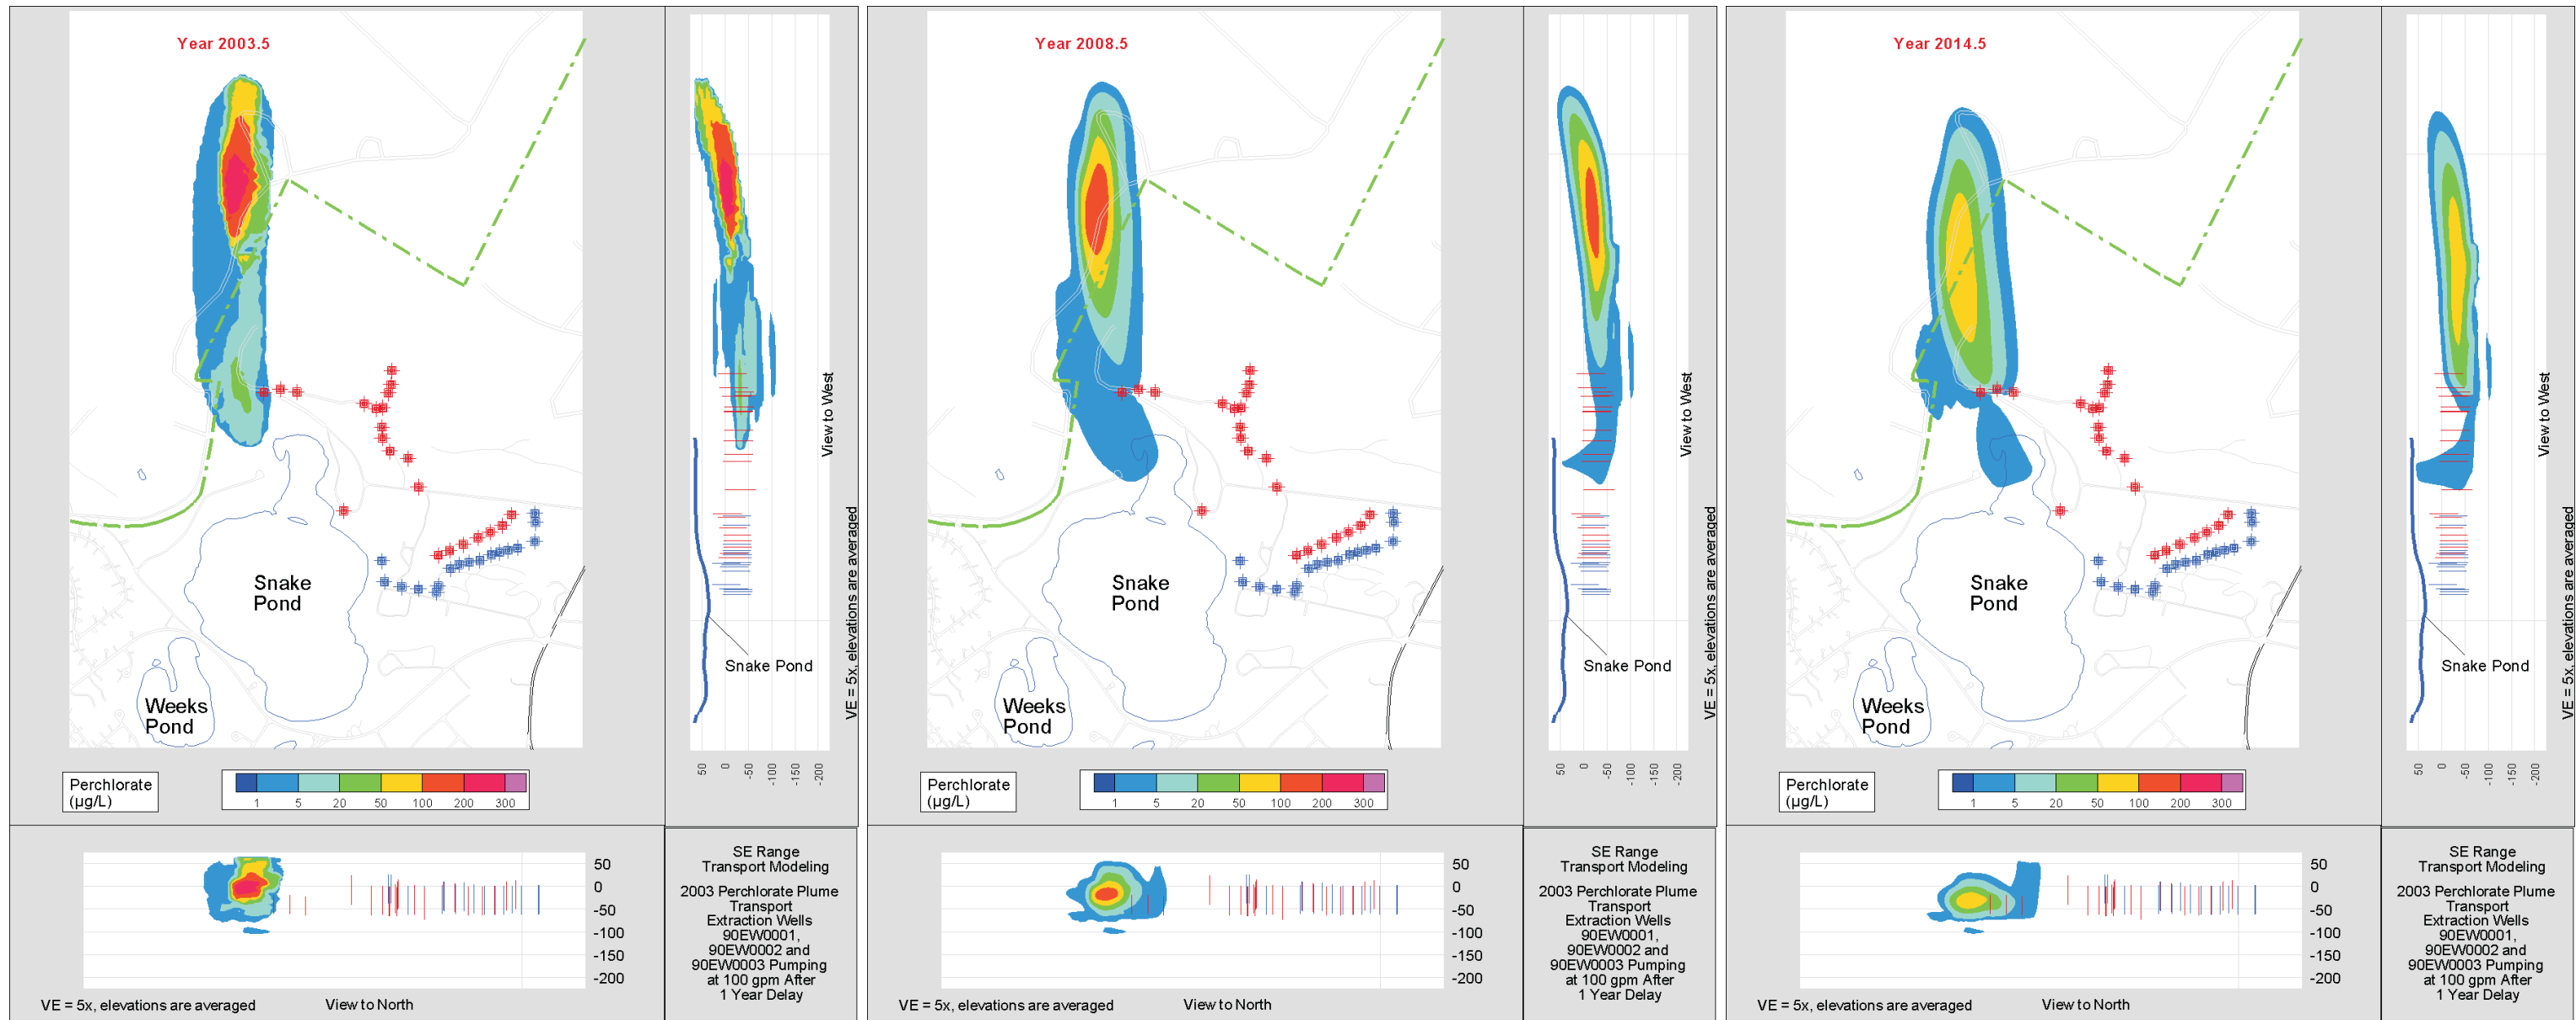 Year 2003.5
Snake
Pond
Weeks
Pond
Perchlorate
(µg/L)
1 5 20 50 100 200 300
View to West
VE = 5x, elevations are averaged
Snake Pond
50 0 -50 -100 -150 -200
50
0
-50
-100
-150
-200
VE = 5x, elevations are averaged
View to North
SE Range
Transport Modeling
2003 Perchlorate Plume
Transport
Extraction Wells
90EW0001,
90EW0002 and
90EW0003 Pumping
at 100 gpm After
1 Year Delay
Year 2008.5
Snake
Pond
Weeks
Pond
Perchlorate
(µg/L)
1 5 20 50 100 200 300
View to West
VE = 5x, elevations are averaged
Snake Pond
50 0 -50 -100 -150 -200
50
0
-50
-100
-150
-200
VE = 5x, elevations are averaged
View to North
SE Range
Transport Modeling
2003 Perchlorate Plume
Transport
Extraction Wells
90EW0001,
90EW0002 and
90EW0003 Pumping
at 100 gpm After
1 Year Delay
Year 2014.5
Snake
Pond
Weeks
Pond
Perchlorate
(µg/L)
1 5 20 50 100 200 300
View to West
VE = 5x, elevations are averaged
Snake Pond
50 0 -50 -100 -150 -200
50
0
-50
-100
-150
-200
VE = 5x, elevations are averaged
View to North
SE Range
Transport Modeling
2003 Perchlorate Plume
Transport
Extraction Wells
90EW0001,
90EW0002 and
90EW0003 Pumping
at 100 gpm After
1 Year Delay